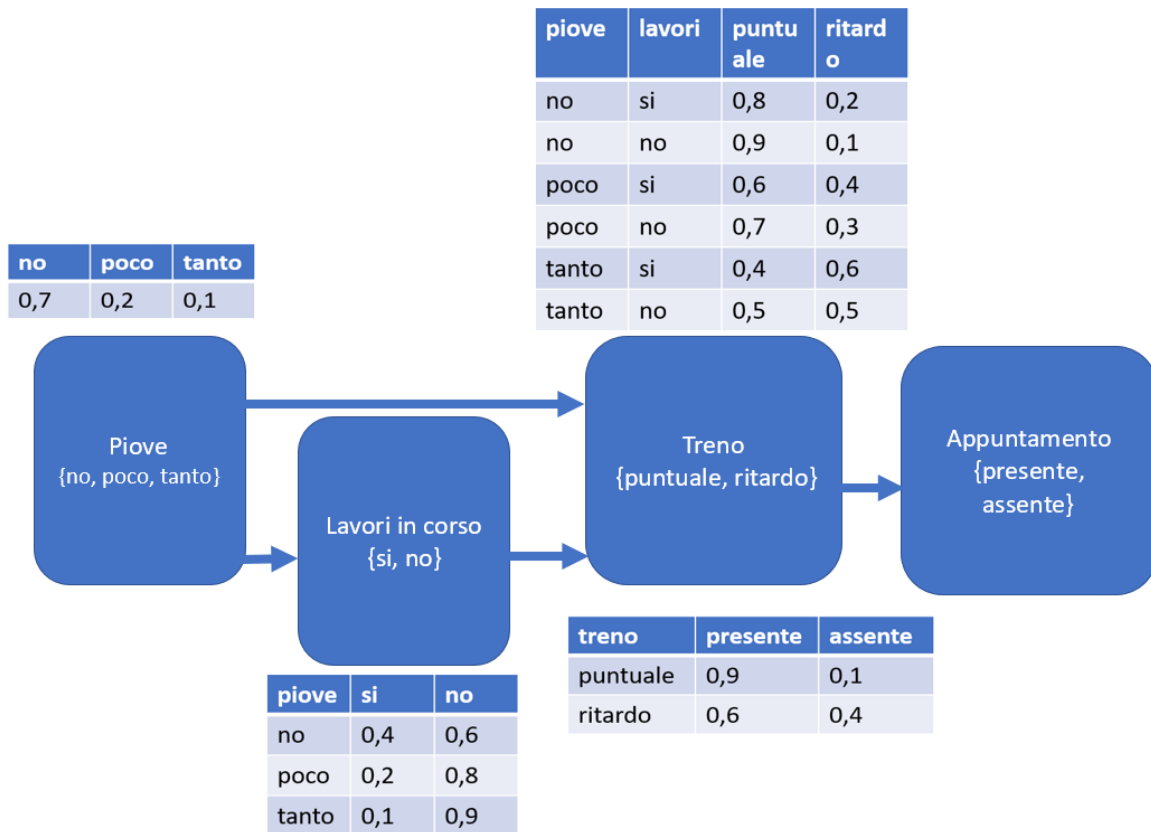 piove lavori puntu ritard
ale o
no si 0,8 0,2
no no 0,9 0,1
poco si 0,6 0,4
poco no 0,7 0,3
tanto si 0,4 0,6
tanto no 0,5 0,5
no poco tanto
0,7 0,2 0,1
Piove
{no, poco, tanto}
Lavori in corso
{si, no}
Treno
{puntuale, ritardo}
Appuntamento
{presente,
assente}
piove si no
no 0,4 0,6
poco 0,2 0,8
tanto 0,1 0,9
treno presente assente
puntuale 0,9 0,1
ritardo 0,6 0,4